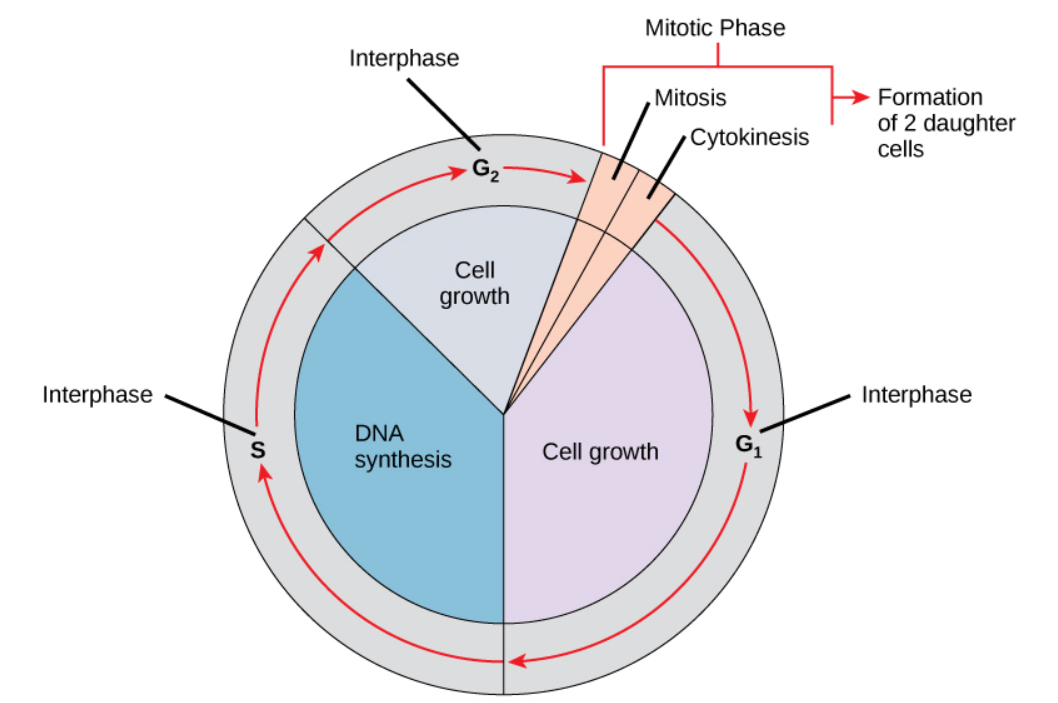 Mitotic Phase
Interphase
Mitosis
Formation
of 2 daughter
cells
Cytokinesis
G₂
Cell
growth
Interphase
Interphase
DNA
synthesis
S
Cell growth
G₁